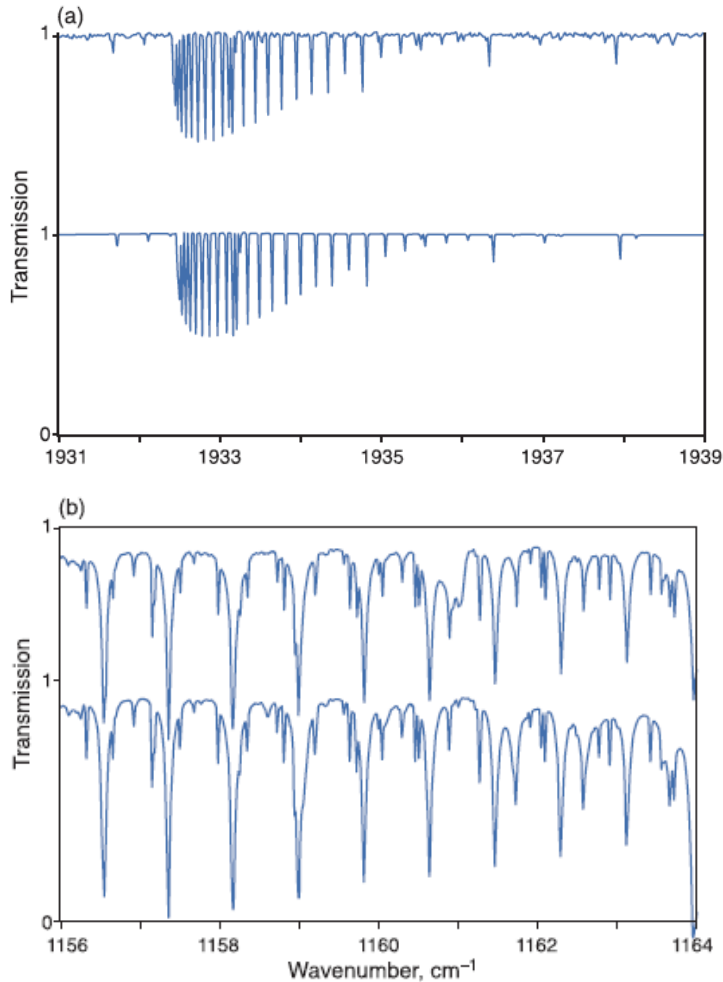 (a)
1
Transmission
1
0
1931 1933 1935 1937 1939
(b)
1
Transmission
1
0
1156 1158 1160 1162 1164
Wavenumber, cm⁻¹